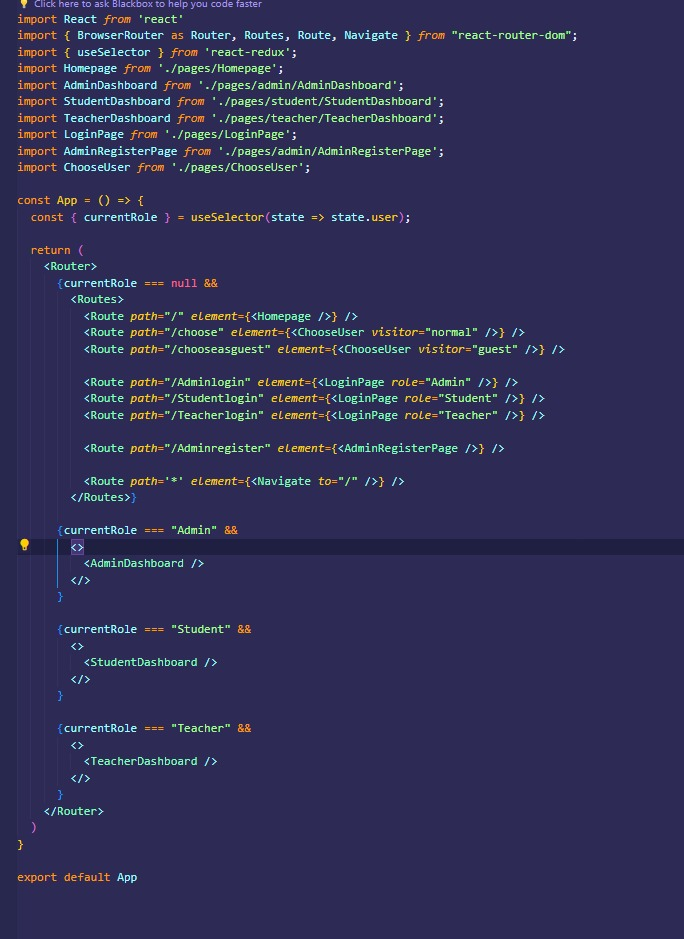 Click here to ask Blackbox to help you code faster
import React from 'react'
import { BrowserRouter as Router, Routes, Route, Navigate } from "react-router-dom";
import { useSelector } from 'react-redux';
import Homepage from './pages/Homepage';
import AdminDashboard from './pages/admin/AdminDashboard';
import StudentDashboard from './pages/student/StudentDashboard';
import TeacherDashboard from './pages/teacher/TeacherDashboard';
import LoginPage from './pages/LoginPage';
import AdminRegisterPage from './pages/admin/AdminRegisterPage';
import ChooseUser from './pages/ChooseUser';

const App = () => {
  const { currentRole } = useSelector(state => state.user);

  return (
    <Router>
      {currentRole === null &&
        <Routes>
          <Route path="/" element={<Homepage />} />
          <Route path="/choose" element={<ChooseUser visitor="normal" />} />
          <Route path="/chooseasguest" element={<ChooseUser visitor="guest" />} />

          <Route path="/Adminlogin" element={<LoginPage role="Admin" />} />
          <Route path="/Studentlogin" element={<LoginPage role="Student" />} />
          <Route path="/Teacherlogin" element={<LoginPage role="Teacher" />} />

          <Route path="/Adminregister" element={<AdminRegisterPage />} />

          <Route path='*' element={<Navigate to="/" />} />
        </Routes>}

      {currentRole === "Admin" &&
        <>
          <AdminDashboard />
        </>
      }

      {currentRole === "Student" &&
        <>
          <StudentDashboard />
        </>
      }

      {currentRole === "Teacher" &&
        <>
          <TeacherDashboard />
        </>
      }
    </Router>
  )
}

export default App